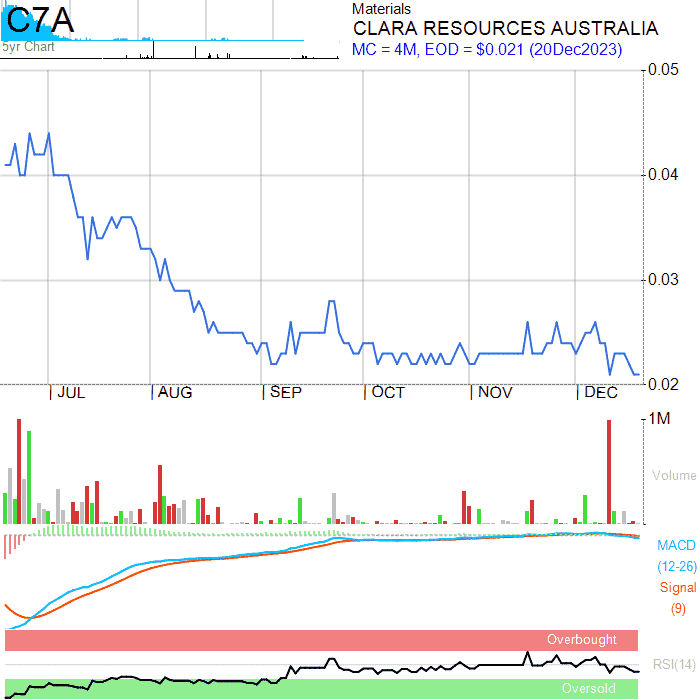 C7A
5yr Chart
Materials
CLARA RESOURCES AUSTRALIA
MC = 4M, EOD = $0.021 (20Dec2023)
0.05
0.04
0.03
0.02
JUL AUG SEP OCT NOV DEC
1M
Volume
MACD
(12-26)
Signal
(9)
Overbought
RSI(14)
Oversold